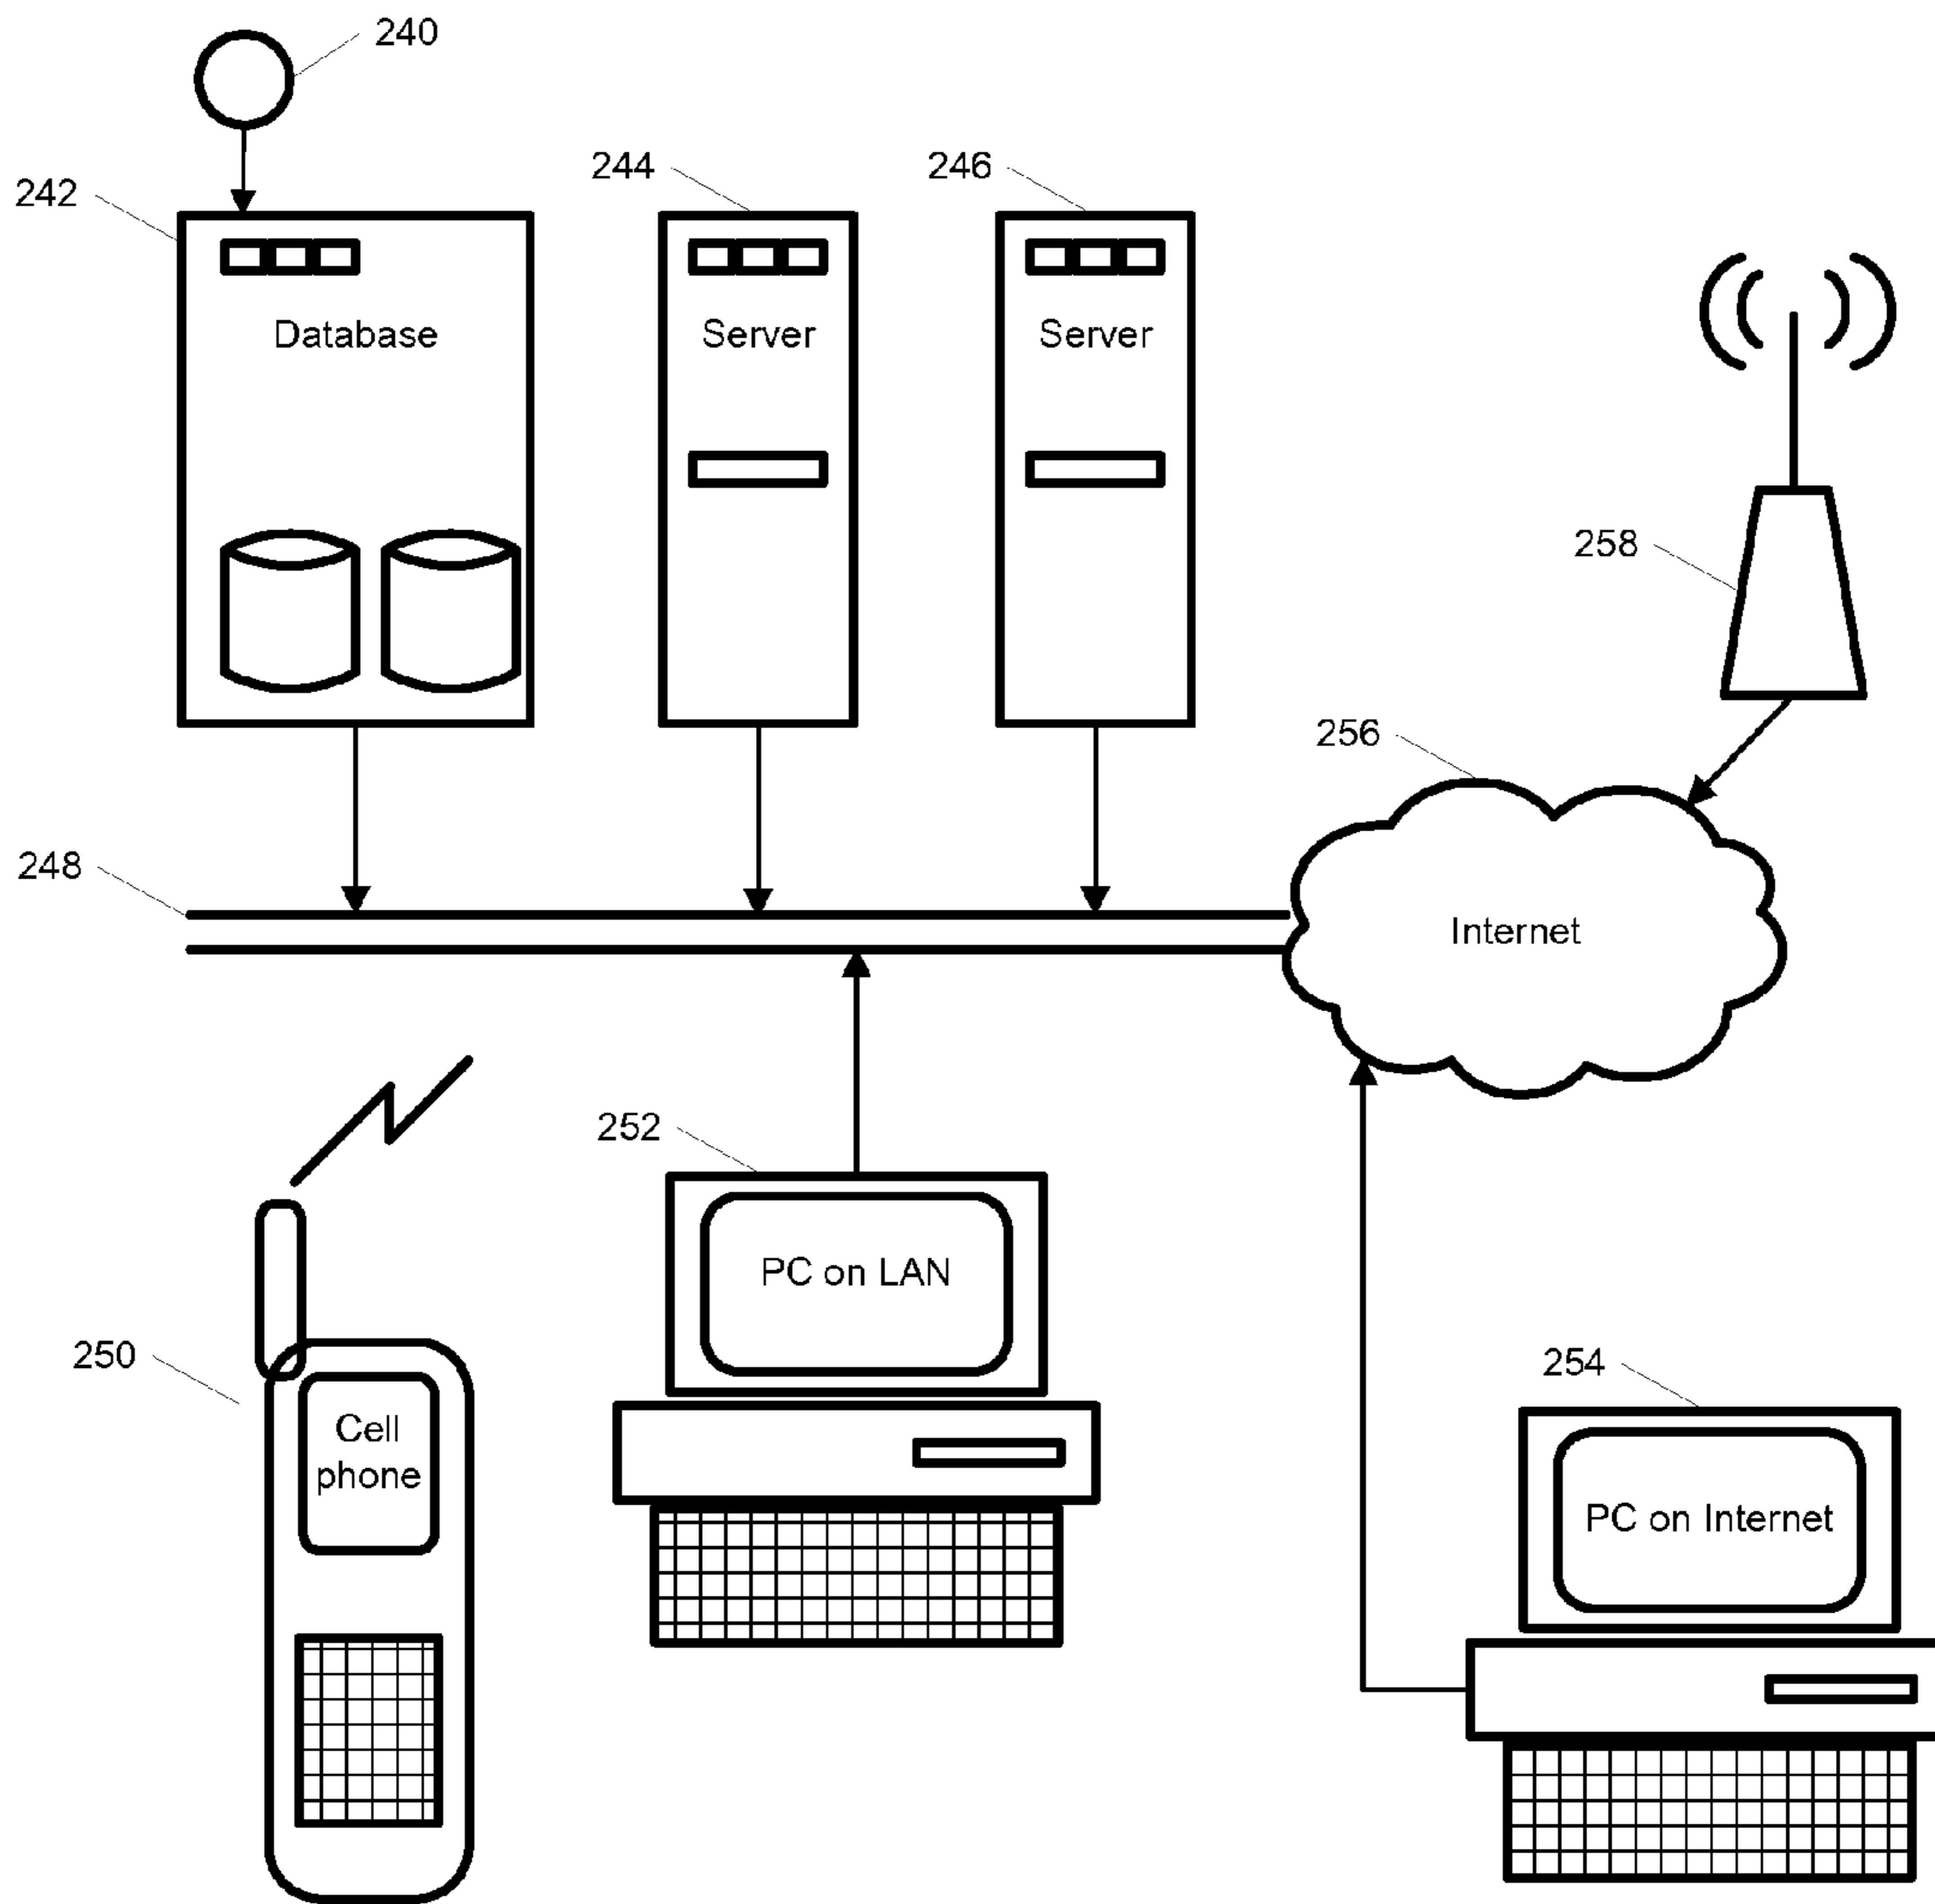 240
242
244
246
Database
Server
Server
258
256
248
Internet
252
PC on LAN
250
254
Cell
phone
PC on Internet